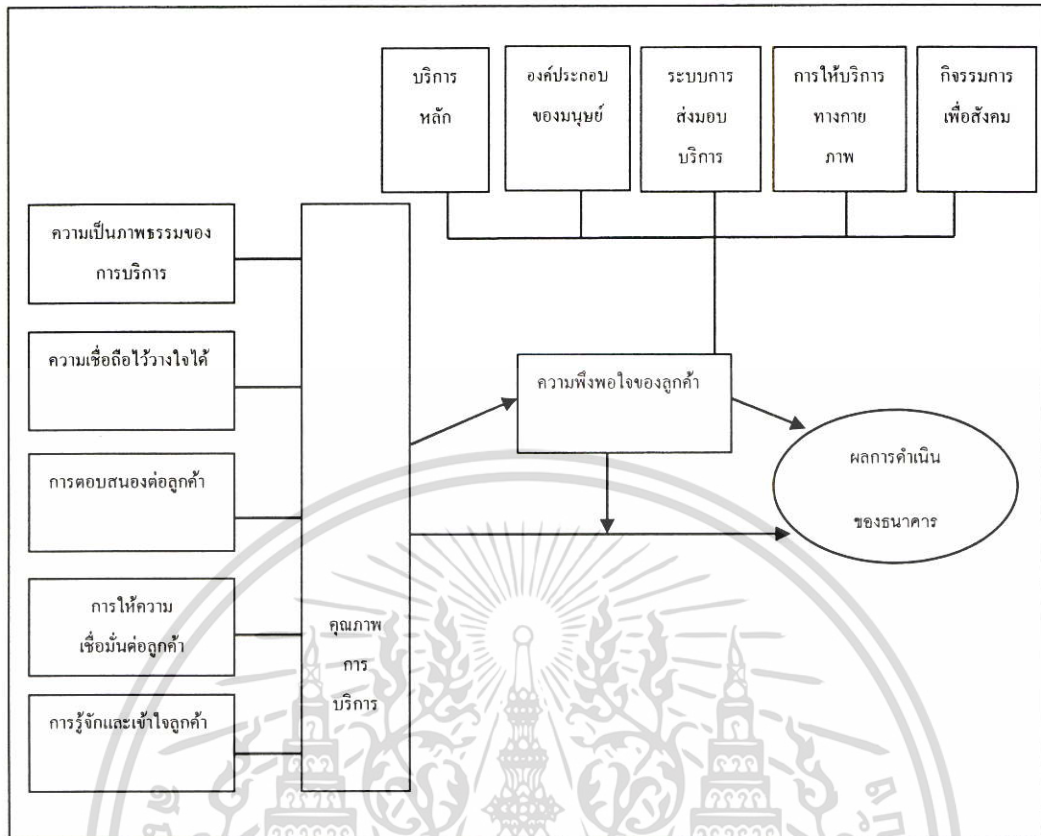 บริการ
หลัก
องค์ประกอบ
ของมนุษย์
ระบบการ
ส่งมอบ
บริการ
การให้บริการ
ทางกาย
ภาพ
กิจรรมการ
เพื่อสังคม
ความเป็นภาพธรรมของ
การบริการ
ความเชื่อถือไว้วางใจได้
การตอบสนองต่อลูกค้า
การให้ความ
เชื่อมั่นต่อลูกค้า
การรู้จักและเข้าใจลูกค้า
คุณภาพ
การ
บริการ
ความพึงพอใจของลูกค้า
ผลการดำเนิน
ของธนาคาร